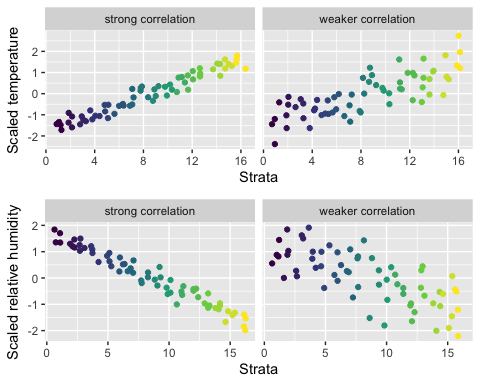 strong correlation weaker correlation
Scaled temperature
2
1
0
-1
-2
0 4 8 12 16 0 4 8 12 16
Strata
strong correlation weaker correlation
Scaled relative humidity
2
1
0
-1
-2
0 5 10 15 0 5 10 15
Strata